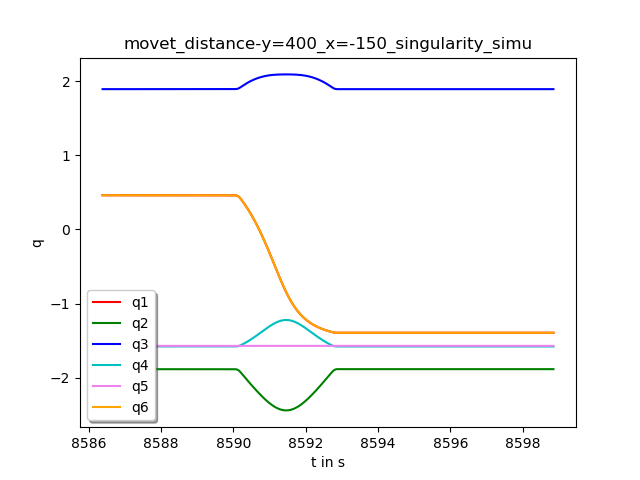 movet_distance-y=400_x=-150_singularity_simu
2
1
0
−1
−2
q
q1
q2
q3
q4
q5
q6
8586 8588 8590 8592 8594 8596 8598
t in s